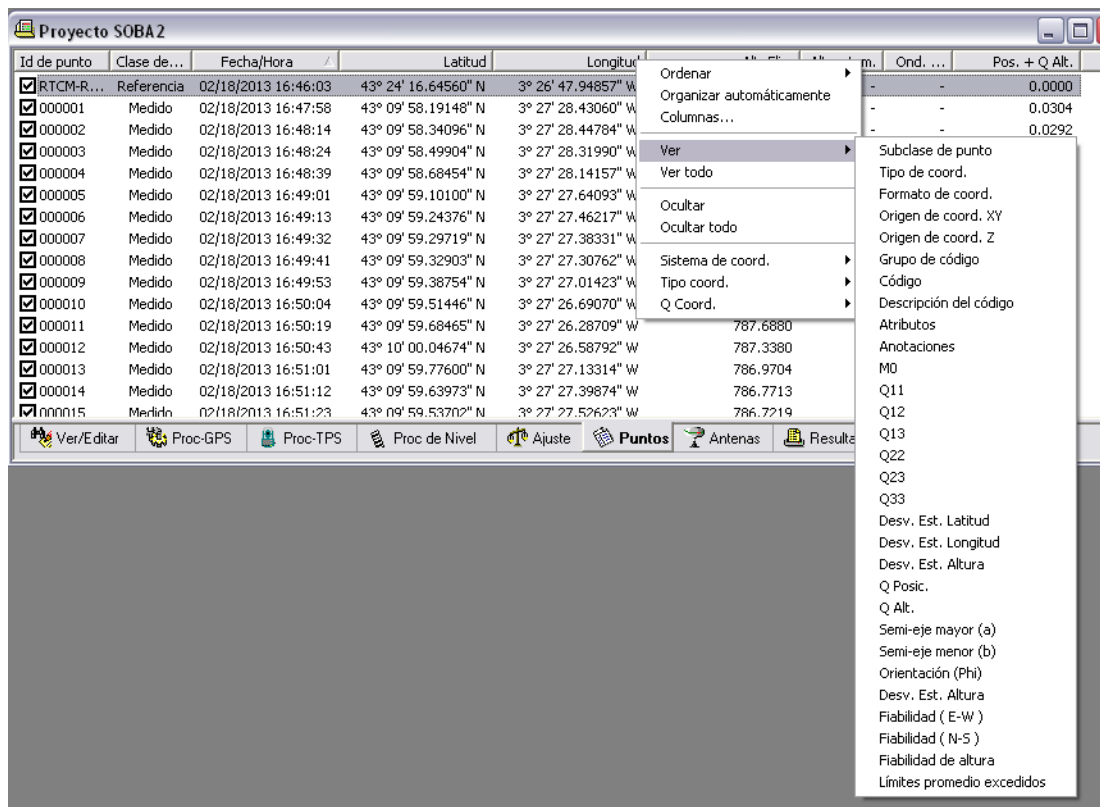 Proyecto SOBA2
Id de punto Clase de... Fecha/Hora Latitud Longitud m. Ond. ... Pos. + Q Alt.
RTCM-R... Referencia 02/18/2013 16:46:03 43° 24' 16.64560" N 3° 26' 47.94857" W - - 0.0000
000001 Medido 02/18/2013 16:47:58 43° 09' 58.19148" N 3° 27' 28.43060" W - - 0.0304
000002 Medido 02/18/2013 16:48:14 43° 09' 58.34096" N 3° 27' 28.44784" W - - 0.0292
000003 Medido 02/18/2013 16:48:24 43° 09' 58.49904" N 3° 27' 28.31990" W
000004 Medido 02/18/2013 16:48:39 43° 09' 58.68454" N 3° 27' 28.14157" W
000005 Medido 02/18/2013 16:49:01 43° 09' 59.10100" N 3° 27' 27.64093" W
000006 Medido 02/18/2013 16:49:13 43° 09' 59.24376" N 3° 27' 27.46217" W
000007 Medido 02/18/2013 16:49:32 43° 09' 59.29719" N 3° 27' 27.38331" W
000008 Medido 02/18/2013 16:49:41 43° 09' 59.32903" N 3° 27' 27.30762" W
000009 Medido 02/18/2013 16:49:53 43° 09' 59.38754" N 3° 27' 27.01423" W
000010 Medido 02/18/2013 16:50:04 43° 09' 59.51446" N 3° 27' 26.69070" W
000011 Medido 02/18/2013 16:50:19 43° 09' 59.68465" N 3° 27' 26.28709" W 787.6880
000012 Medido 02/18/2013 16:50:43 43° 10' 00.04674" N 3° 27' 26.58792" W 787.3380
000013 Medido 02/18/2013 16:51:01 43° 09' 59.77600" N 3° 27' 27.13314" W 786.9704
000014 Medido 02/18/2013 16:51:12 43° 09' 59.63973" N 3° 27' 27.39874" W 786.7713
000015 Medido 02/18/2013 16:51:23 43° 09' 59.53702" N 3° 27' 27.52623" W 786.7219
Ver/Editar Proc-GPS Proc-TPS Proc de Nivel Ajuste Puntos Antenas Resulta
Ordenar
Organizar automáticamente
Columnas...
Ver
Ver todo
Ocultar
Ocultar todo
Sistema de coord.
Tipo coord.
Q Coord.
Subclase de punto
Tipo de coord.
Formato de coord.
Origen de coord. XY
Origen de coord. Z
Grupo de código
Código
Descripción del código
Atributos
Anotaciones
M0
Q11
Q12
Q13
Q22
Q23
Q33
Desv. Est. Latitud
Desv. Est. Longitud
Desv. Est. Altura
Q Posic.
Q Alt.
Semi-eje mayor (a)
Semi-eje menor (b)
Orientación (Phi)
Desv. Est. Altura
Fiabilidad ( E-W )
Fiabilidad ( N-S )
Fiabilidad de altura
Límites promedio excedidos